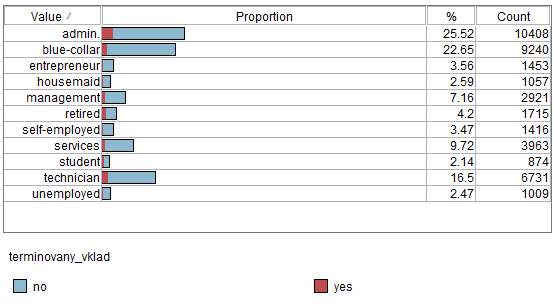 Value Proportion % Count
admin. 25.52 10408
blue-collar 22.65 9240
entrepreneur 3.56 1453
housemaid 2.59 1057
management 7.16 2921
retired 4.2 1715
self-employed 3.47 1416
services 9.72 3963
student 2.14 874
technician 16.5 6731
unemployed 2.47 1009
terminovany_vklad
no yes